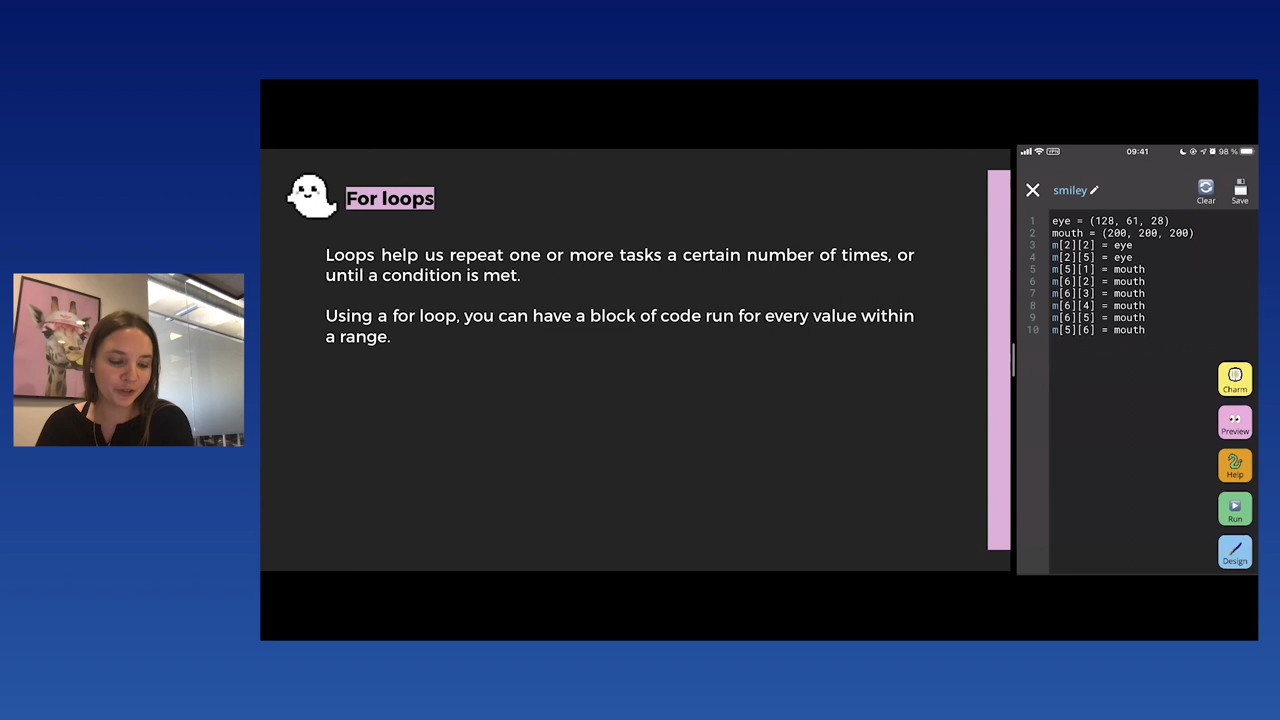 For loops
Loops help us repeat one or more tasks a certain number of times, or
until a condition is met.
Using a for loop, you can have a block of code run for every value within
a range.
VPN
09:41
98 %
smiley
Clear
Save
1 eye = (128, 61, 28)
2 mouth = (200, 200, 200)
3 m[2][2] = eye
4 m[2][5] = eye
5 m[5][1] = mouth
6 m[6][2] = mouth
7 m[6][3] = mouth
8 m[6][4] = mouth
9 m[6][5] = mouth
10 m[5][6] = mouth
Charm
Preview
Help
Run
Design